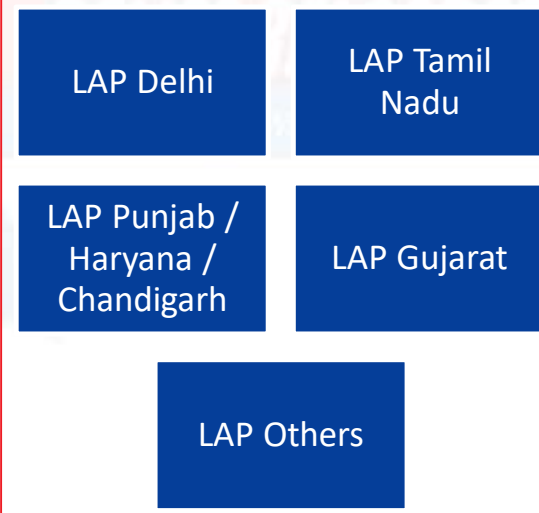 LAP Delhi
LAP Tamil
Nadu
LAP Punjab /
Haryana /
Chandigarh
LAP Gujarat
LAP Others